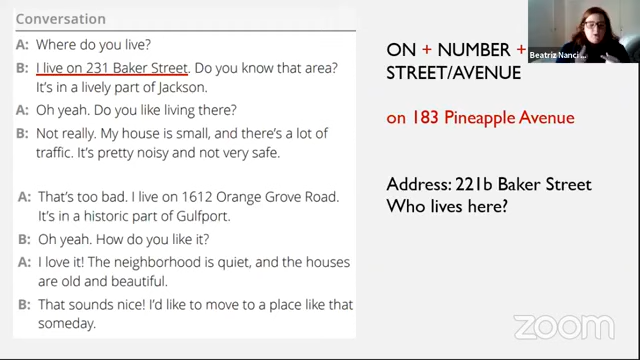 Conversation
A: Where do you live?
B: I live on 231 Baker Street. Do you know that area?
It's in a lively part of Jackson.
A: Oh yeah. Do you like living there?
B: Not really. My house is small, and there's a lot of
traffic. It's pretty noisy and not very safe.
A: That's too bad. I live on 1612 Orange Grove Road.
It's in a historic part of Gulfport.
B: Oh yeah. How do you like it?
A: I love it! The neighborhood is quiet, and the houses
are old and beautiful.
B: That sounds nice! I'd like to move to a place like that
someday.
ON + NUMBER +
STREET/AVENUE
on 183 Pineapple Avenue
Address: 221b Baker Street
Who lives here?
Beatriz
zoom